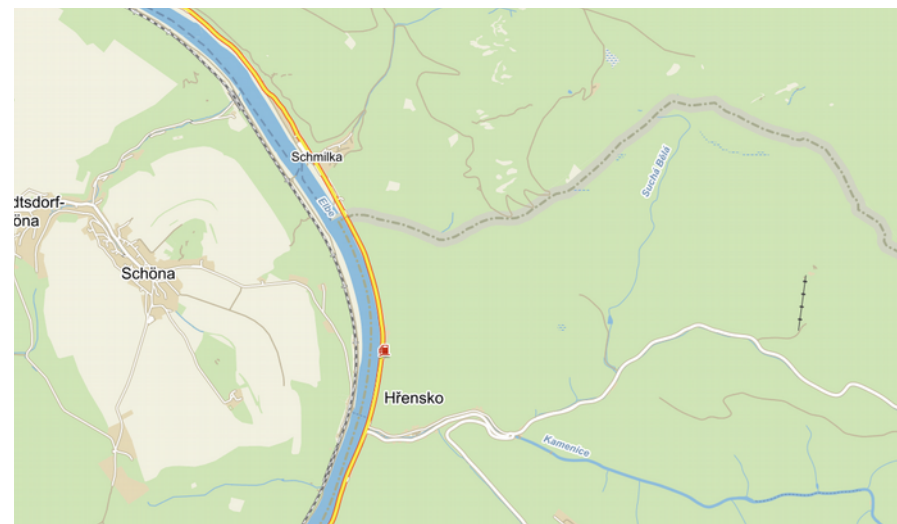 Schmilka
Suchá Bělá
Elbe
dtsdorf-
öna
Schöna
Hřensko
Kamenice